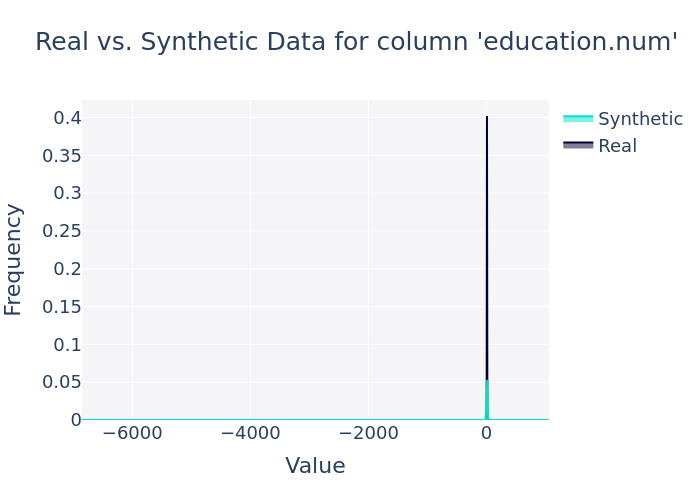 Real vs. Synthetic Data for column 'education.num'
Synthetic
Real
Frequency
0.4
0.35
0.3
0.25
0.2
0.15
0.1
0.05
0
−6000
−4000
−2000
0
Value